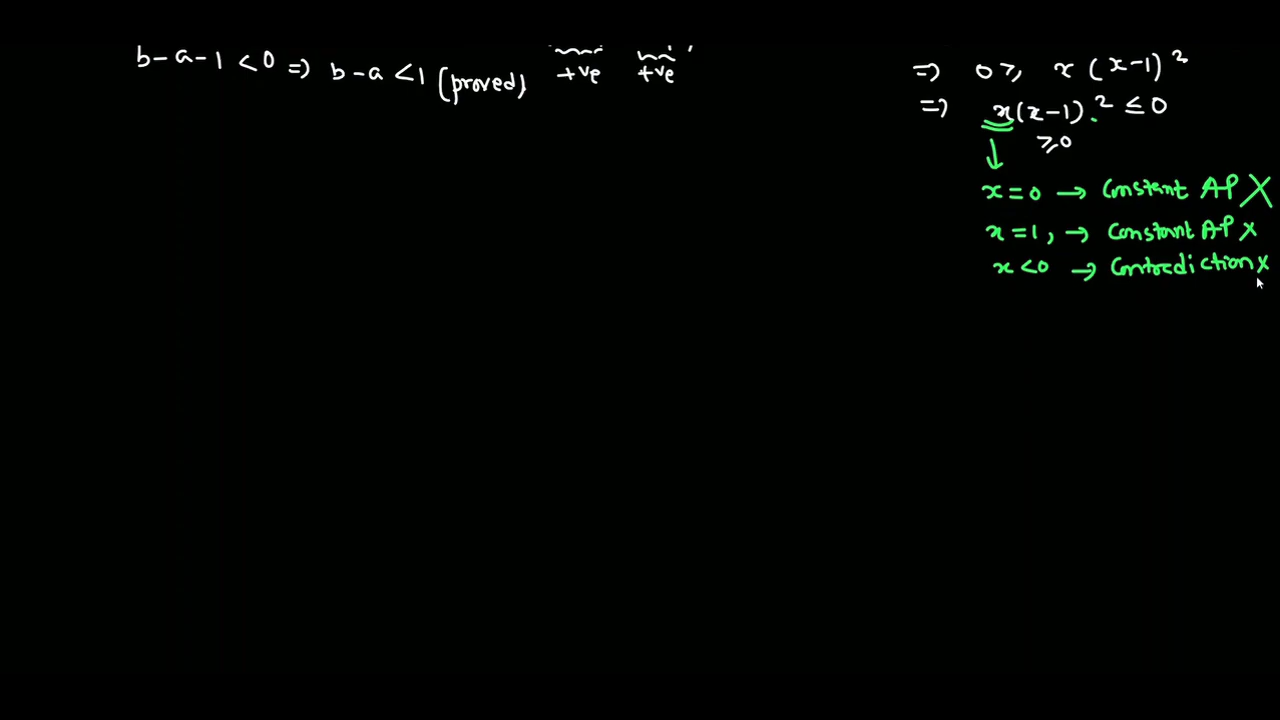 b-a-1 < 0 => b-a < 1 (proved)
+ve +ve
=> 0 ≥ x (x-1)²
=> x(x-1)² ≤ 0
≥0
x = 0 → Constant AP X
x = 1, → Constant AP X
x < 0 → Contradiction X